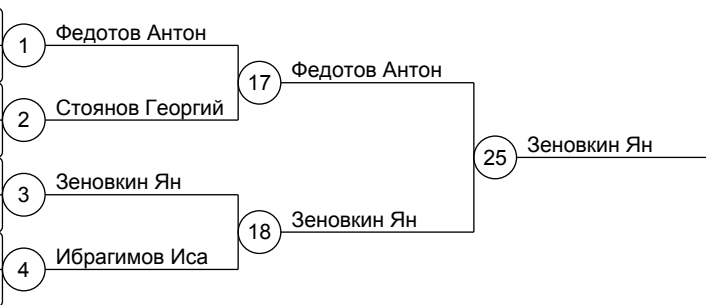 1
Федотов Антон
17
Федотов Антон
2
Стоянов Георгий
25
Зеновкин Ян
3
Зеновкин Ян
18
Зеновкин Ян
4
Ибрагимов Иса